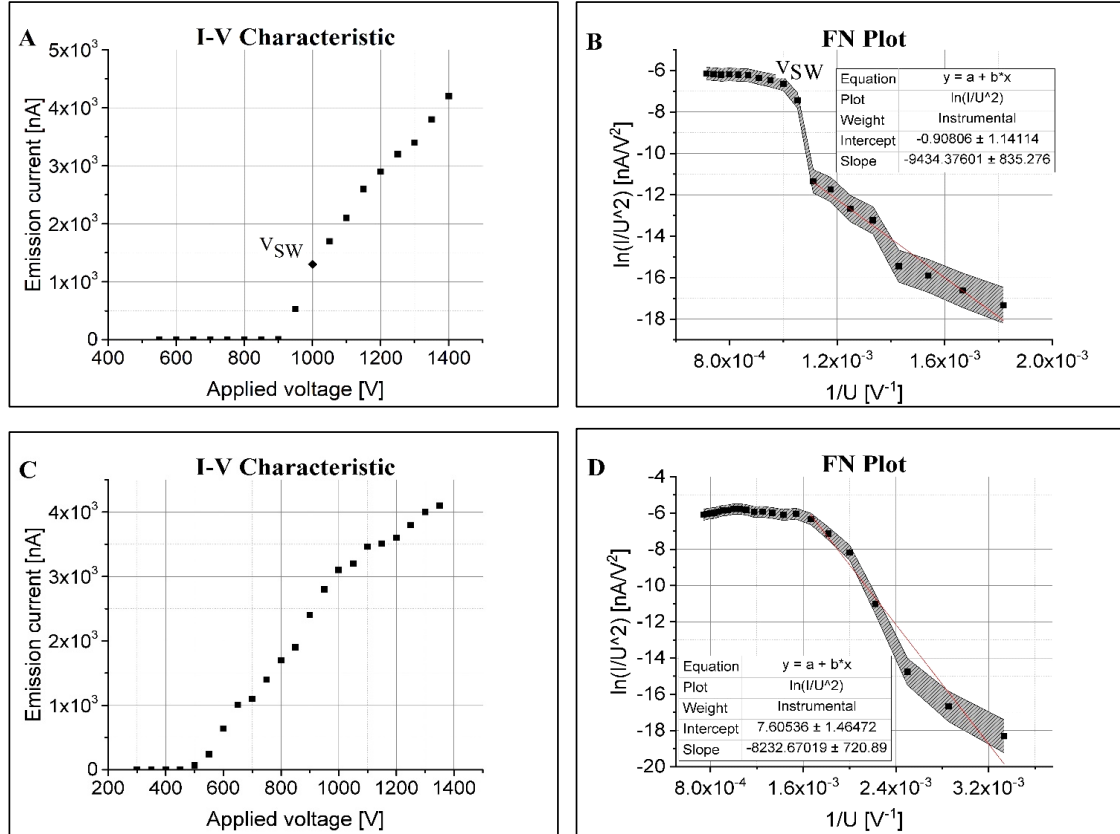 A
I-V Characteristic
5x10³
4x10³
3x10³
2x10³
1x10³
0
Emission current [nA]
VSW
400 600 800 1000 1200 1400
Applied voltage [V]
B
FN Plot
VSW
Equation y = a + b*x
Plot ln(I/U^2)
Weight Instrumental
Intercept -0.90806 ± 1.14114
Slope -9434.37601 ± 835.276
-6
-8
-10
-12
-14
-16
-18
ln(I/U^2) [nA/V²]
8.0x10⁻⁴ 1.2x10⁻³ 1.6x10⁻³ 2.0x10⁻³
1/U [V⁻¹]
C
I-V Characteristic
4x10³
3x10³
2x10³
1x10³
0
Emission current [nA]
200 400 600 800 1000 1200 1400
Applied voltage [V]
D
FN Plot
-4
-6
-8
-10
-12
-14
-16
-18
-20
ln(I/U^2) [nA/V²]
Equation y = a + b*x
Plot ln(I/U^2)
Weight Instrumental
Intercept 7.60536 ± 1.46472
Slope -8232.67019 ± 720.89
8.0x10⁻⁴ 1.6x10⁻³ 2.4x10⁻³ 3.2x10⁻³
1/U [V⁻¹]